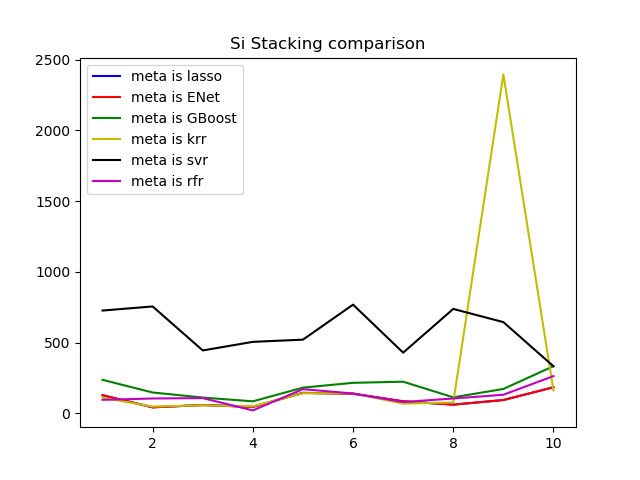 Si Stacking comparison
2500
2000
1500
1000
500
0
meta is lasso
meta is ENet
meta is GBoost
meta is krr
meta is svr
meta is rfr
2 4 6 8 10